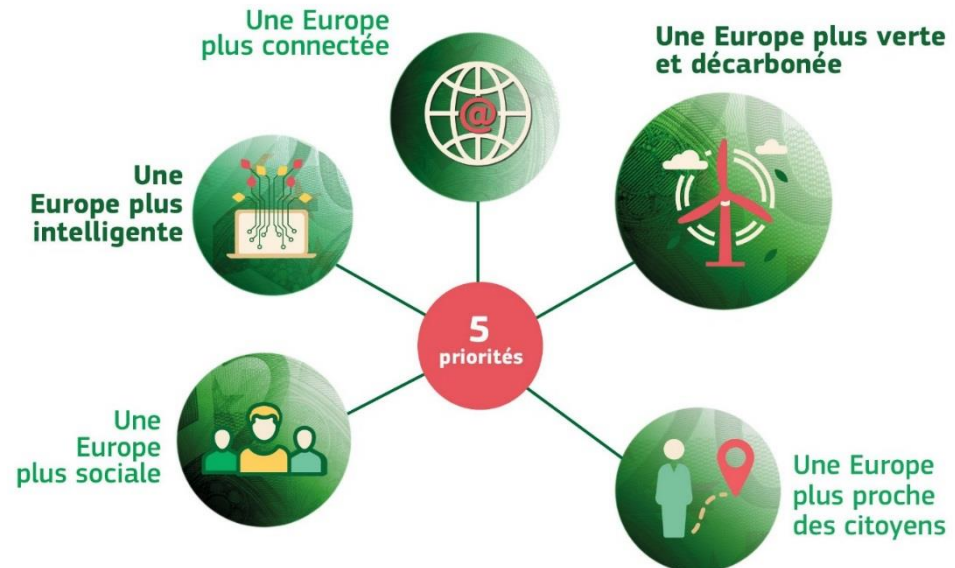 Une Europe
plus connectée
Une Europe plus verte
et décarbonée
@
Une
Europe plus
intelligente
5
priorités
Une
Europe
plus sociale
Une Europe
plus proche
des citoyens